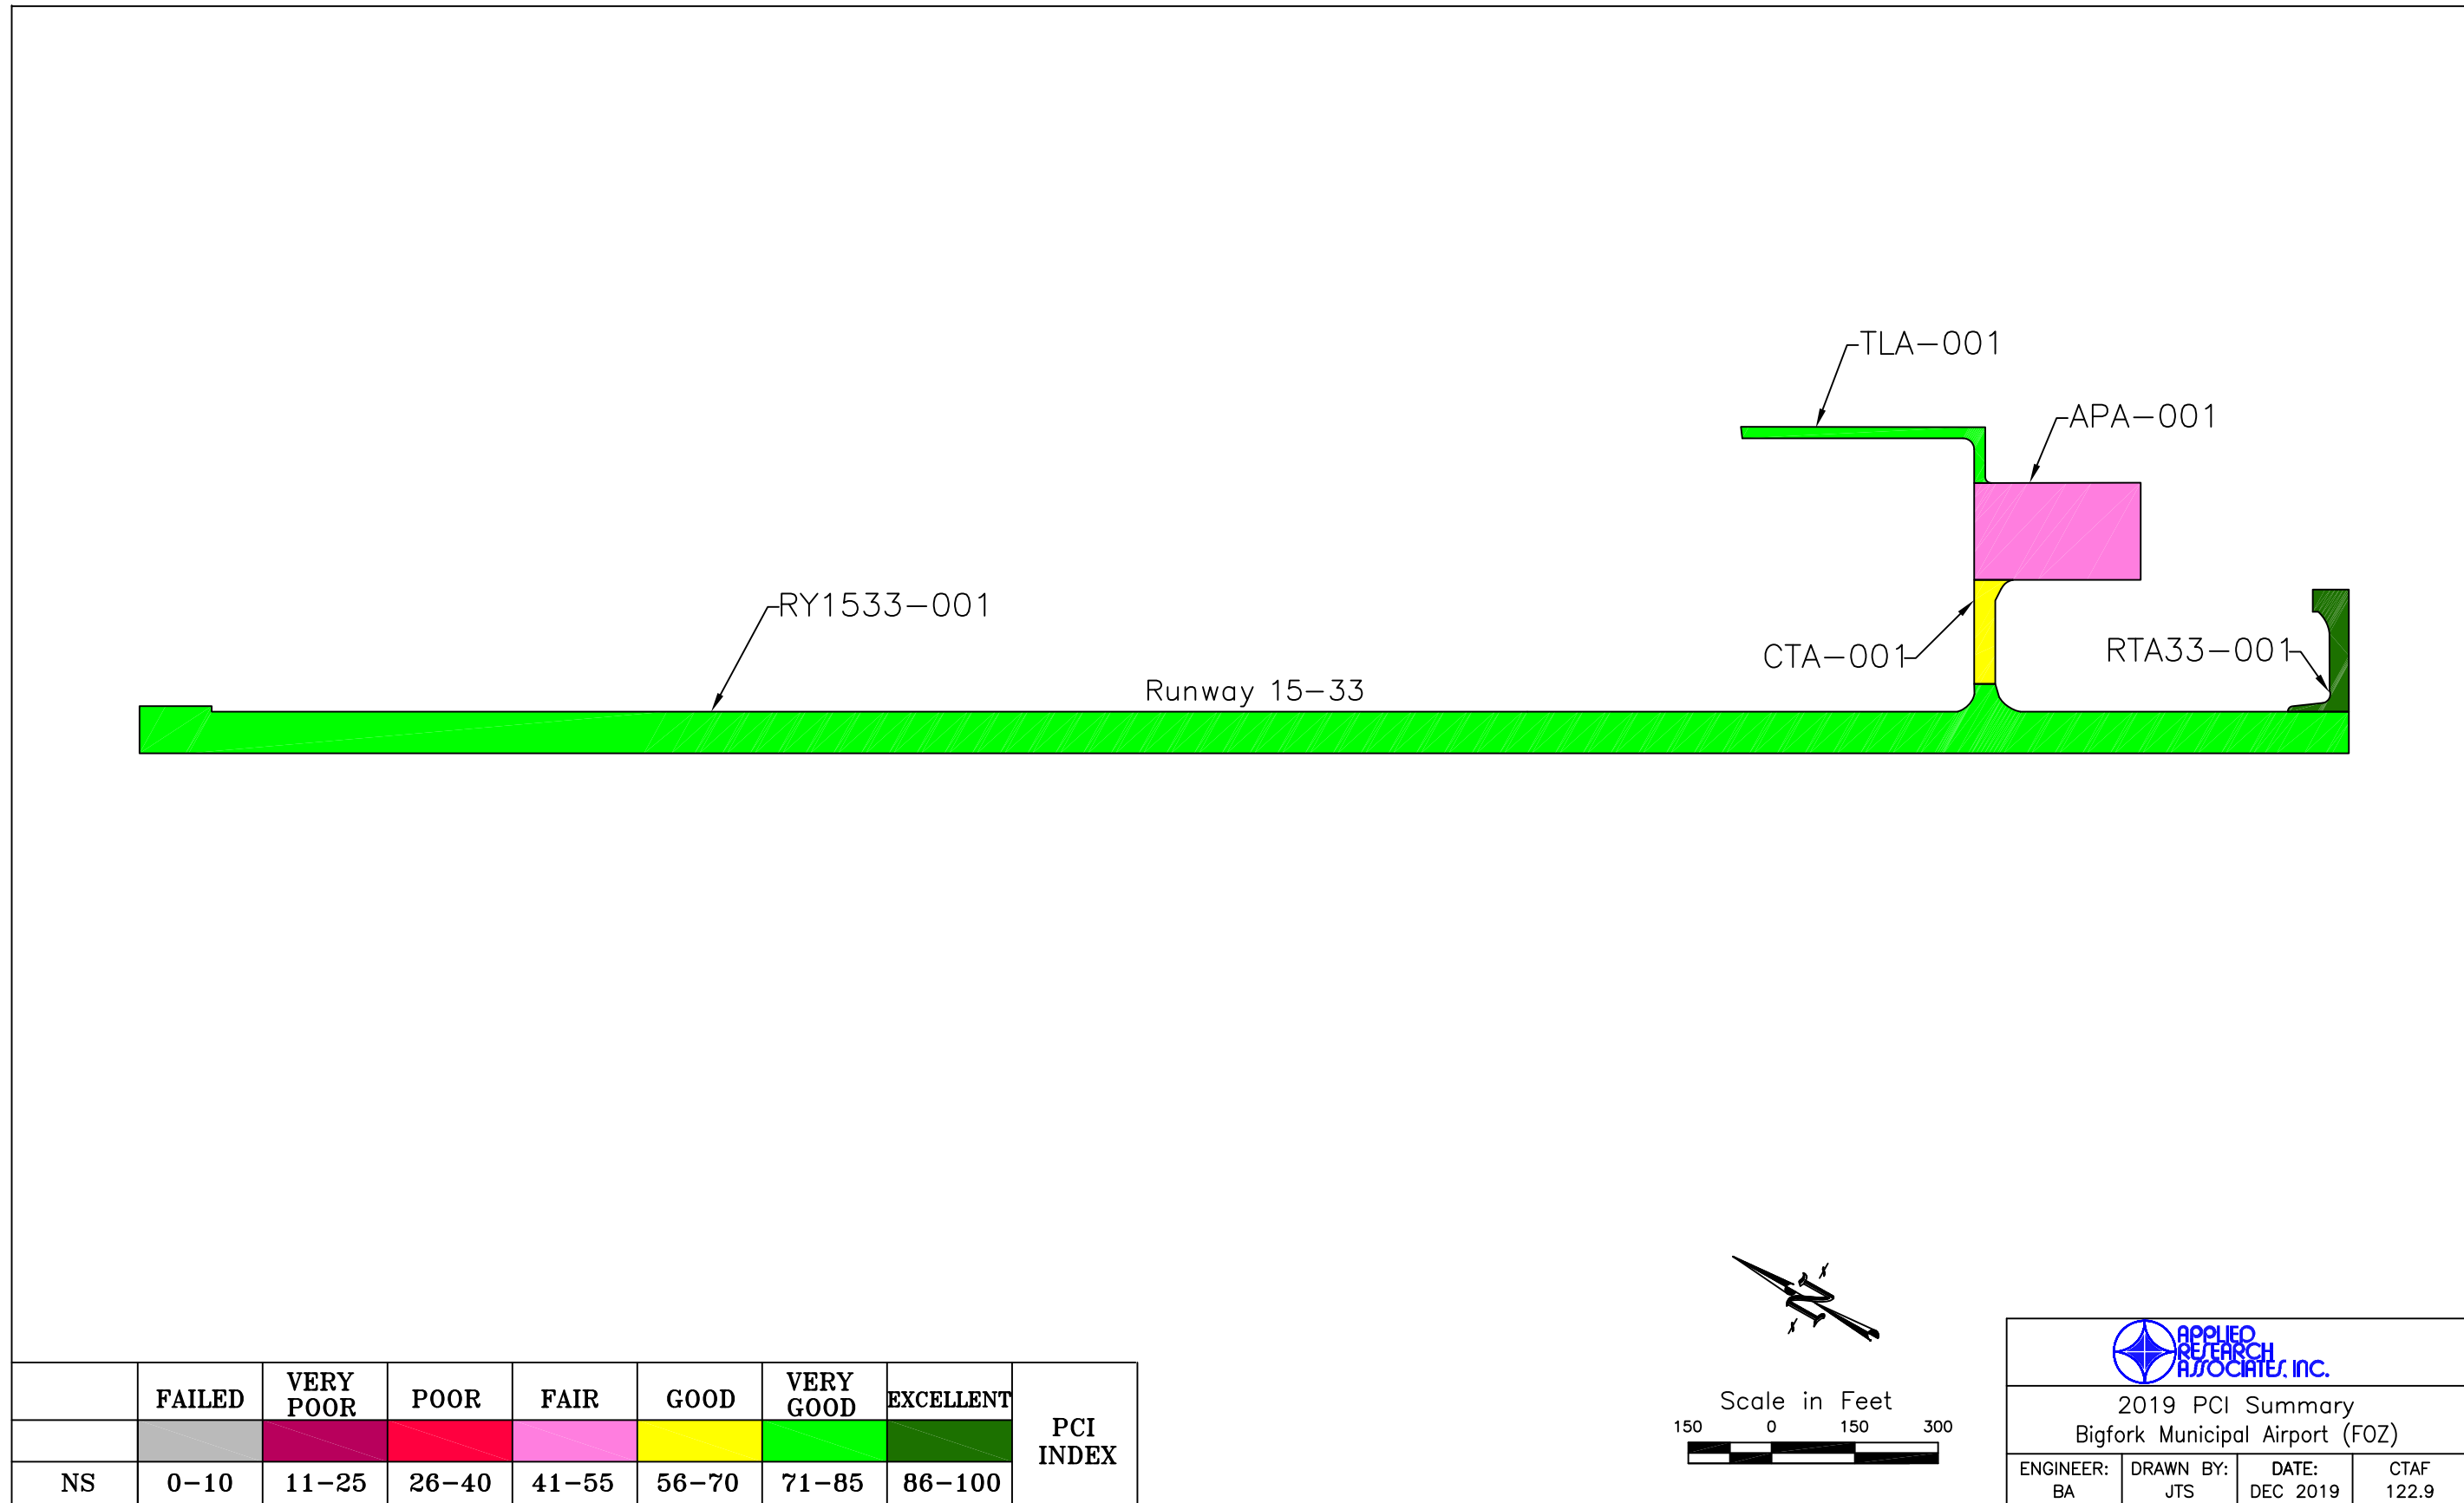 TLA-001
APA-001
RY1533-001
CTA-001
RTA33-001
Runway 15-33
N
Scale in Feet
150 0 150 300
FAILED VERY POOR POOR FAIR GOOD VERY GOOD EXCELLENT PCI INDEX
NS 0-10 11-25 26-40 41-55 56-70 71-85 86-100
APPLIED
RESEARCH
ASSOCIATES, INC.
2019 PCI Summary
Bigfork Municipal Airport (FOZ)
ENGINEER: DRAWN BY: DATE: CTAF
BA JTS DEC 2019 122.9